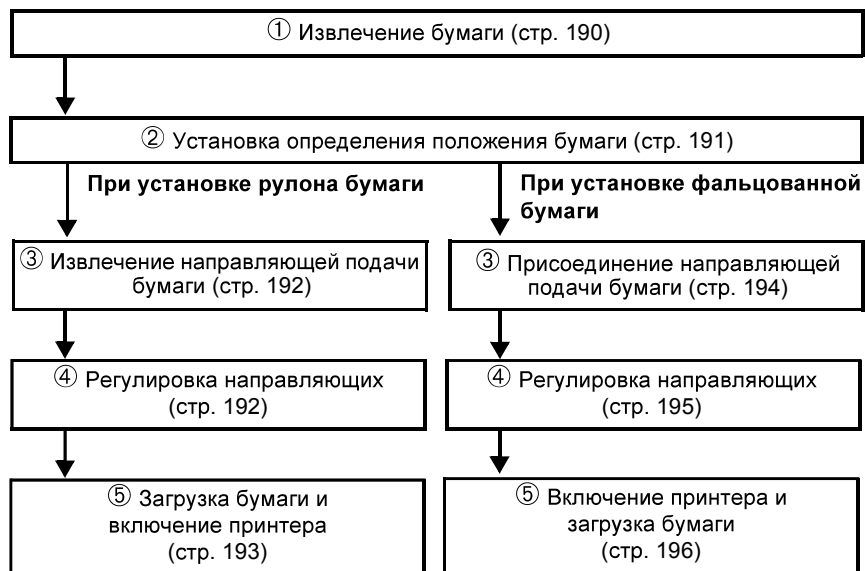 ① Извлечение бумаги (стр. 190)
② Установка определения положения бумаги (стр. 191)
При установке рулона бумаги
③ Извлечение направляющей подачи
бумаги (стр. 192)
④ Регулировка направляющих
(стр. 192)
⑤ Загрузка бумаги и
включение принтера
(стр. 193)
При установке фальцованной
бумаги
③ Присоединение направляющей
подачи бумаги (стр. 194)
④ Регулировка направляющих
(стр. 195)
⑤ Включение принтера и
загрузка бумаги
(стр. 196)